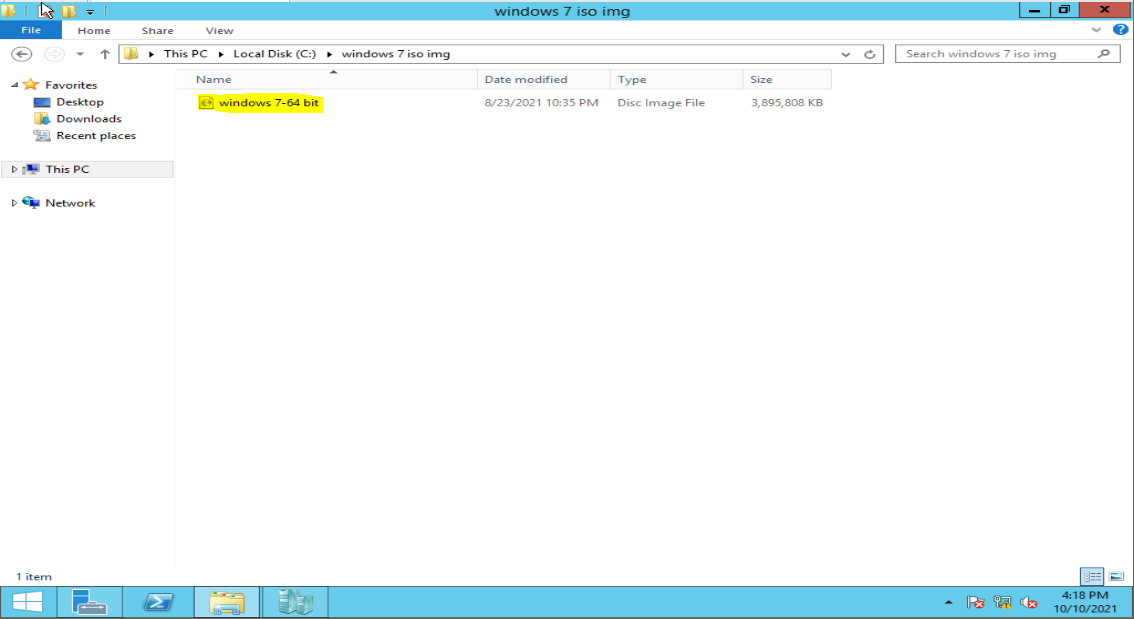 windows 7 iso img
File Home Share View
This PC Local Disk (C:) windows 7 iso img
Search windows 7 iso img
Favorites
Desktop
Downloads
Recent places
This PC
Network
Name Date modified Type Size
windows 7-64 bit 8/23/2021 10:35 PM Disc Image File 3,895,808 KB
1 item
4:18 PM
10/10/2021